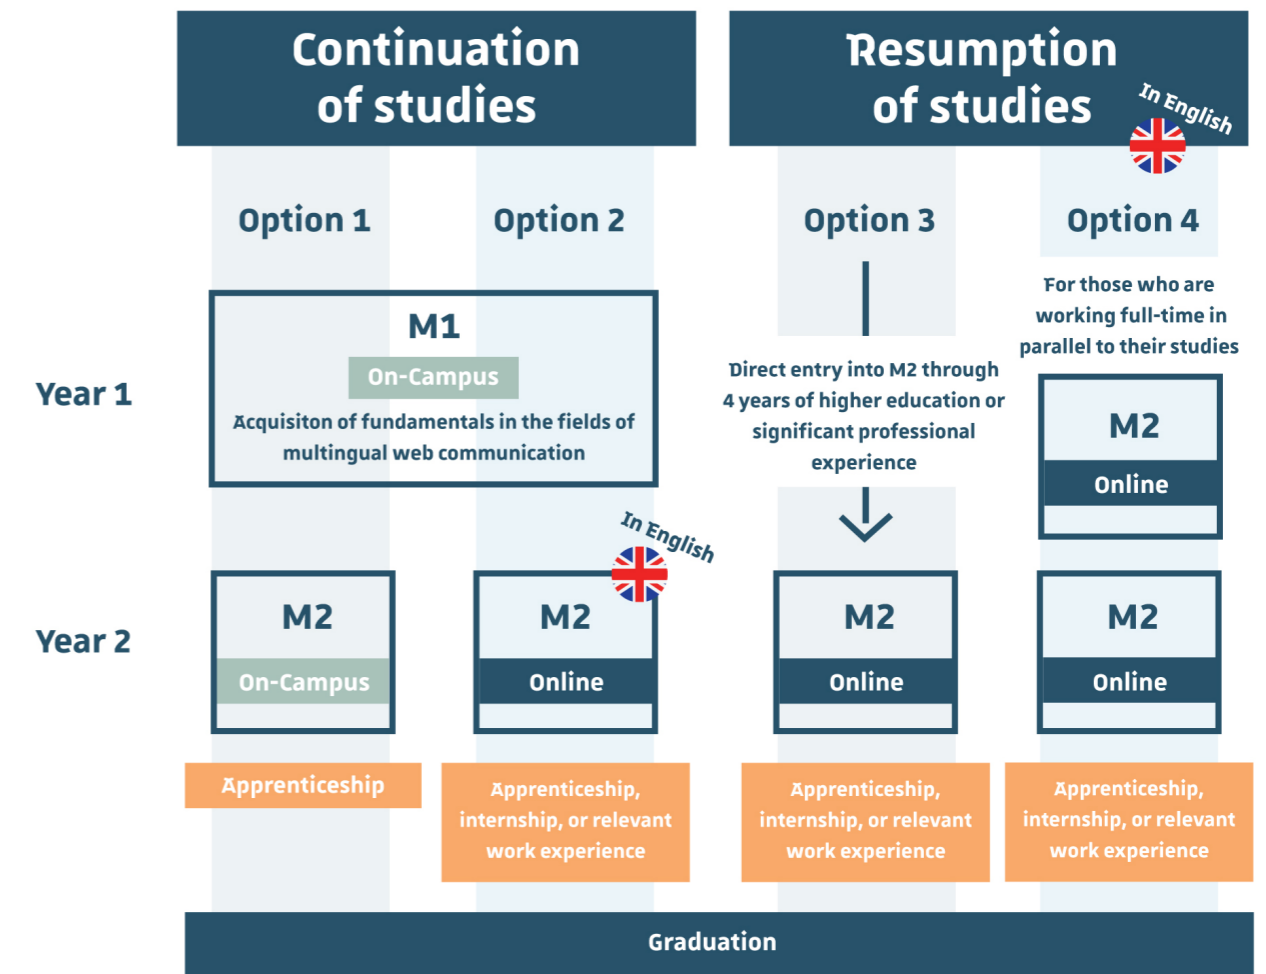 Continuation
of studies
Resumption
of studies
In English
Option 1
Option 2
Option 3
Option 4
Year 1
M1
On-Campus
Acquisiton of fundamentals in the fields of
multingual web communication
Direct entry into M2 through
4 years of higher education or
significant professional
experience
For those who are
working full-time in
parallel to their studies
M2
Online
Year 2
M2
On-Campus
In English
M2
Online
M2
Online
M2
Online
Apprenticeship
Apprenticeship,
internship, or relevant
work experience
Apprenticeship,
internship, or relevant
work experience
Apprenticeship,
internship, or relevant
work experience
Graduation